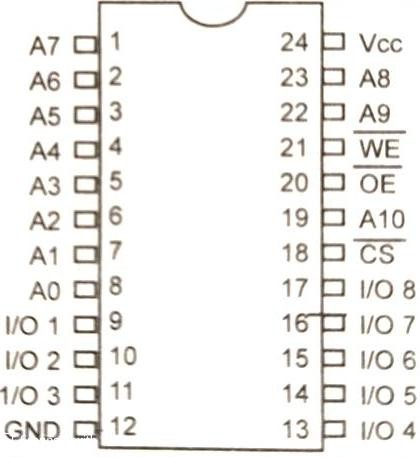 A7 1 24 Vcc
A6 2 23 A8
A5 3 22 A9
A4 4 21 WE
A3 5 20 OE
A2 6 19 A10
A1 7 18 CS
A0 8 17 I/O 8
I/O 1 9 16 I/O 7
I/O 2 10 15 I/O 6
1/O 3 11 14 I/O 5
GND 12 13 I/O 4